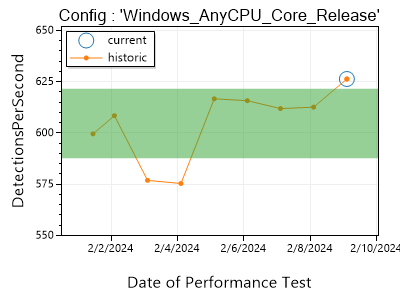 Config : 'Windows_AnyCPU_Core_Release'
current
historic
DetectionsPerSecond
650
625
600
575
550
2/2/2024 2/4/2024 2/6/2024 2/8/2024 2/10/2024
Date of Performance Test